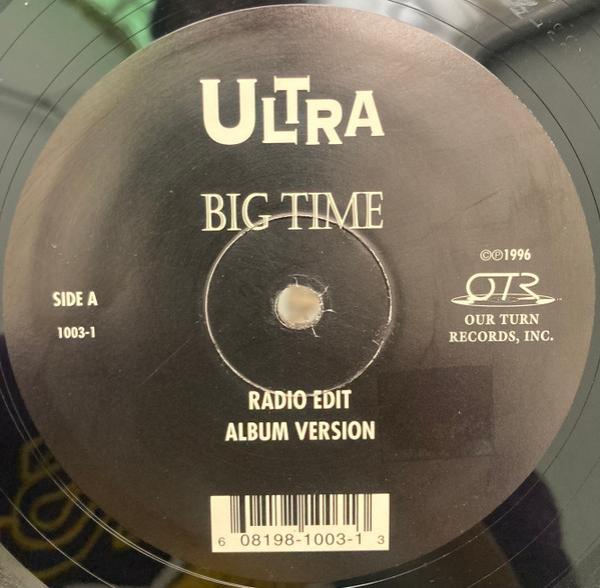 ULTRA
BIG TIME
©℗1996
OTR
OUR TURN
RECORDS, INC.
SIDE A
1003-1
RADIO EDIT
ALBUM VERSION
6 08198-1003-1 3